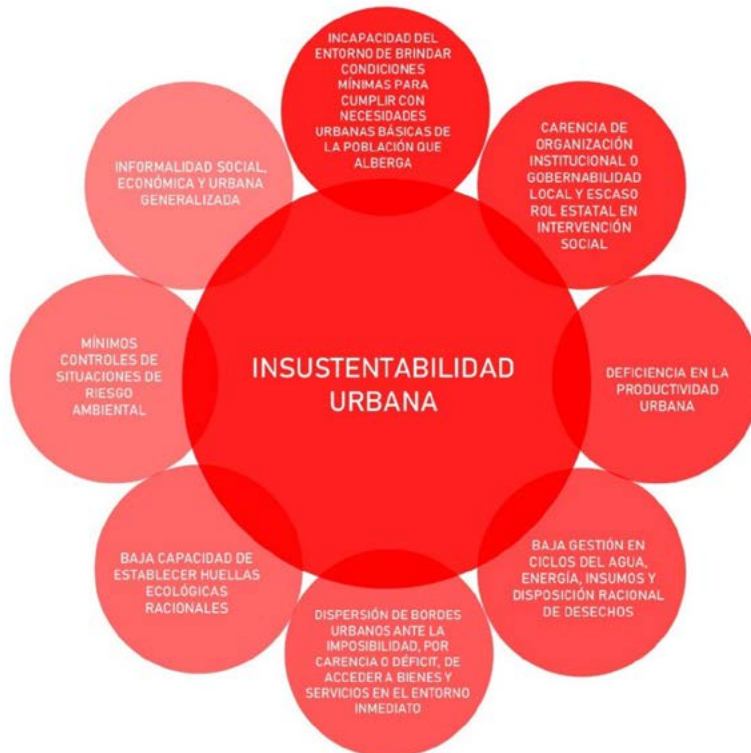 INCAPACIDAD DEL
ENTORNO DE BRINDAR
CONDICIONES
MÍNIMAS PARA
CUMPLIR CON
NECESIDADES
URBANAS BÁSICAS DE
LA POBLACIÓN QUE
ALBERGA
CARENCIA DE
ORGANIZACIÓN
INSTITUCIONAL O
GOBERNABILIDAD
LOCAL Y ESCASO
ROL ESTATAL EN
INTERVENCIÓN
SOCIAL
DEFICIENCIA EN LA
PRODUCTIVIDAD
URBANA
BAJA GESTIÓN EN
CICLOS DEL AGUA,
ENERGÍA, INSUMOS Y
DISPOSICIÓN RACIONAL
DE DESECHOS
DISPERSIÓN DE BORDES
URBANOS ANTE LA
IMPOSIBILIDAD, POR
CARENCIA O DÉFICIT, DE
ACCEDER A BIENES Y
SERVICIOS EN EL ENTORNO
INMEDIATO
BAJA CAPACIDAD DE
ESTABLECER HUELLAS
ECOLÓGICAS
RACIONALES
MÍNIMOS
CONTROLES DE
SITUACIONES DE
RIESGO
AMBIENTAL
INFORMALIDAD SOCIAL,
ECONÓMICA Y URBANA
GENERALIZADA
INSUSTENTABILIDAD
URBANA